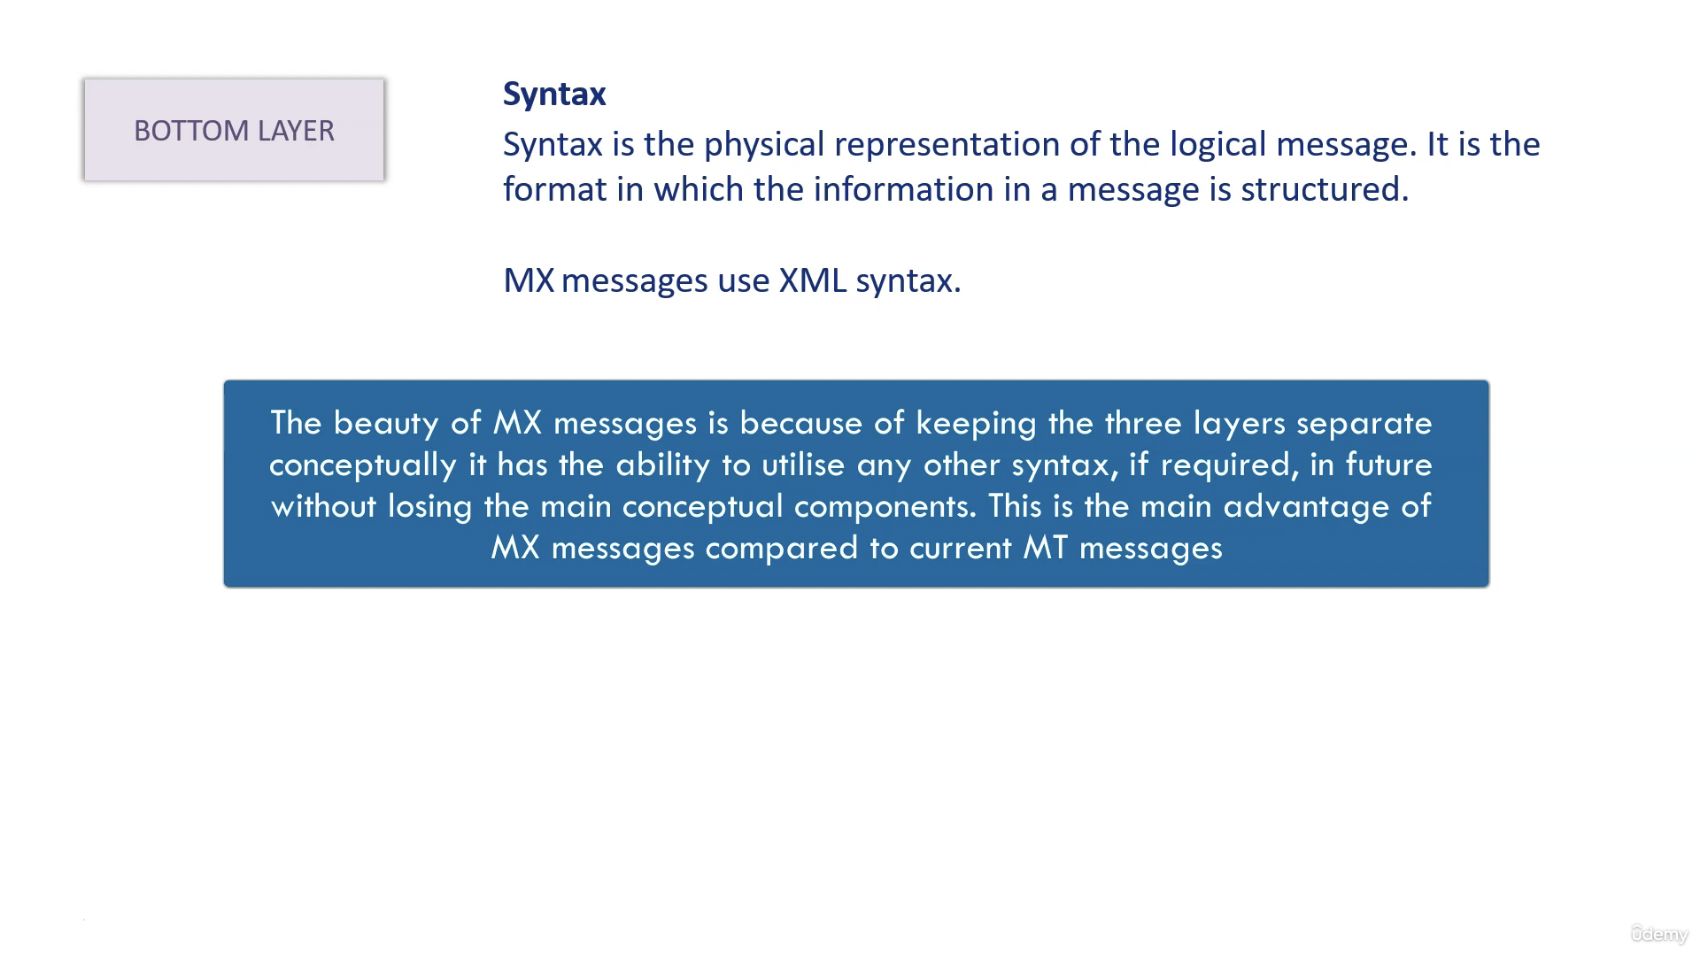 BOTTOM LAYER
Syntax
Syntax is the physical representation of the logical message. It is the
format in which the information in a message is structured.
MX messages use XML syntax.
The beauty of MX messages is because of keeping the three layers separate
conceptually it has the ability to utilise any other syntax, if required, in future
without losing the main conceptual components. This is the main advantage of
MX messages compared to current MT messages
ûdemy